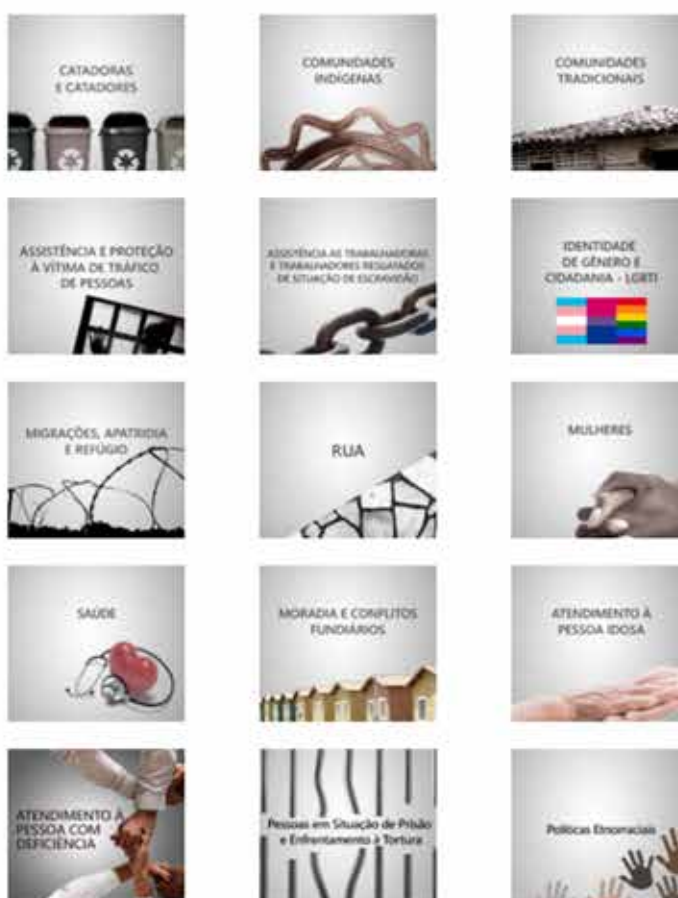 CATADORAS
E CATADORES
COMUNIDADES
INDÍGENAS
COMUNIDADES
TRADICIONAIS
ASSISTÊNCIA E PROTEÇÃO
À VÍTIMA DE TRÁFICO
DE PESSOAS
ASSISTÊNCIA AS TRABALHADORAS
E TRABALHADORES RESGATADOS
DE SITUAÇÃO DE ESCRAVIDÃO
IDENTIDADE
DE GÊNERO E
CIDADANIA - LGBTI
MIGRAÇÕES, APATRIDIA
E REFÚGIO
RUA
MULHERES
SAÚDE
MORADIA E CONFLITOS
FUNDIÁRIOS
ATENDIMENTO À
PESSOA IDOSA
ATENDIMENTO À
PESSOA COM
DEFICIÊNCIA
Pessoas em Situação de Prisão
e Enfrentamento à Tortura
Políticas Etnorraciais